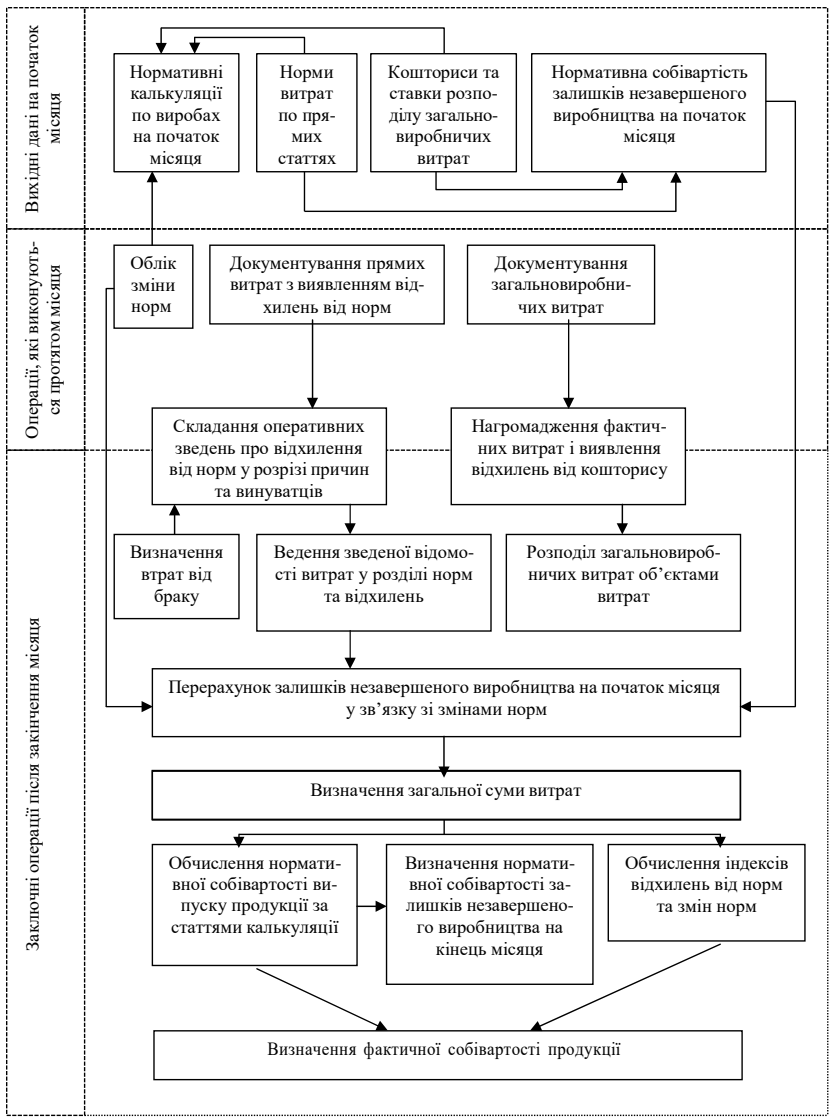 Вихідні дані на початок
місяця
Нормативні
калькуляції
по виробах
на початок
місяця
Норми
витрат
по пря-
мих
статтях
Кошториси та
ставки розпо-
ділу загально-
виробничих
витрат
Нормативна собівартість
залишків незавершеного
виробництва на початок
місяця
Операції, які виконують-
ся протягом місяця
Облік
зміни
норм
Документування прямих
витрат з виявленням від-
хилень від норм
Документування
загальновиробни-
чих витрат
Складання оперативних
зведень про відхилення
від норм у розрізі причин
та винуватців
Нагромадження фактич-
них витрат і виявлення
відхилень від кошторису
Заключні операції після закінчення місяця
Визначення
втрат від
браку
Ведення зведеної відомо-
сті витрат у розділі норм
та відхилень
Розподіл загальновироб-
ничих витрат об’єктами
витрат
Перерахунок залишків незавершеного виробництва на початок місяця
у зв’язку зі змінами норм
Визначення загальної суми витрат
Обчислення нормати-
вної собівартості ви-
пуску продукції за
статтями калькуляції
Визначення нормати-
вної собівартості за-
лишків незавершено-
го виробництва на
кінець місяця
Обчислення індексів
відхилень від норм
та змін норм
Визначення фактичної собівартості продукції